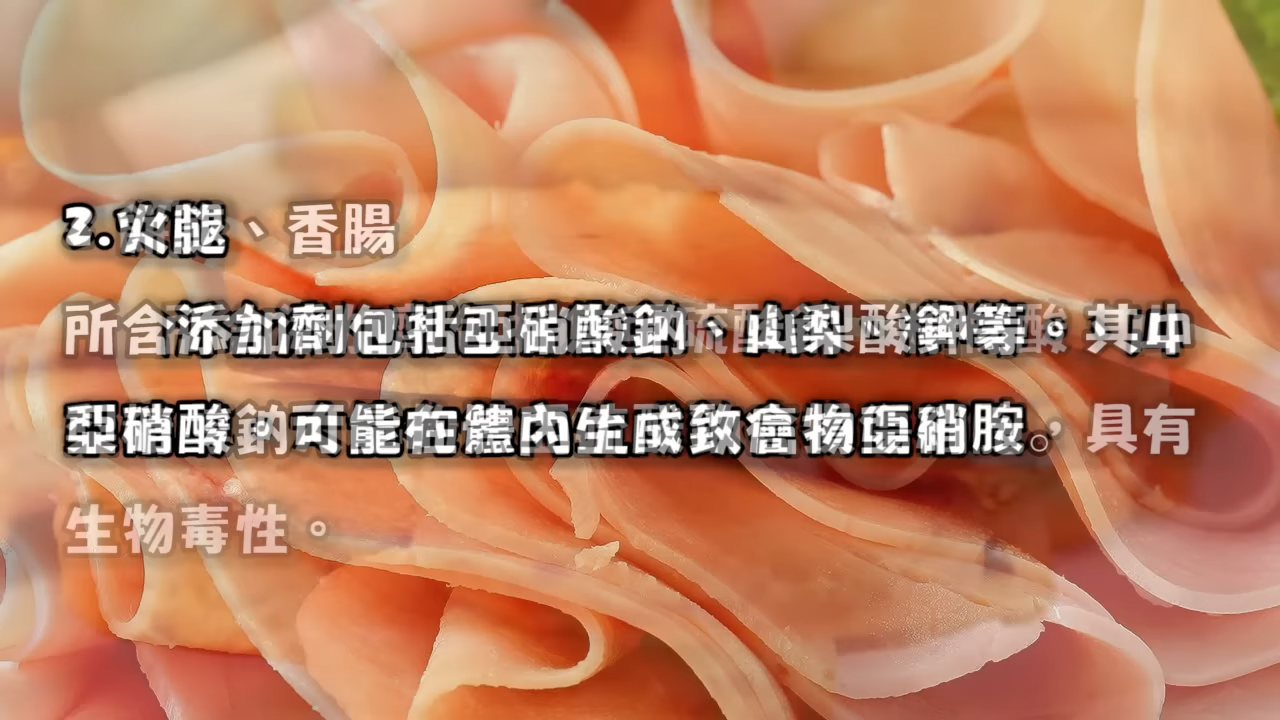 2.火腿、香腸
所含添加劑包括亞硝酸鈉、山梨酸鉀等。其中
亞硝酸鈉可能在體內生成致癌物亞硝胺。具有
生物毒性。